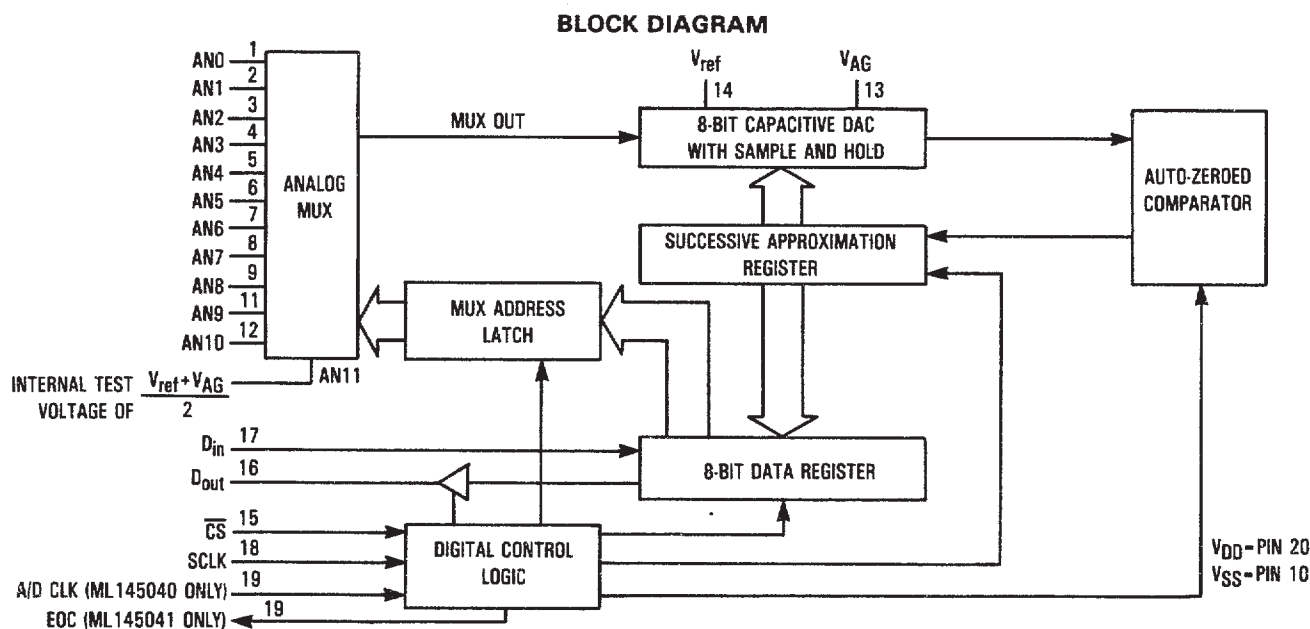 BLOCK DIAGRAM
Vref
14
VAG
13
AN0 1
AN1 2
AN2 3
AN3 4
AN4 5
AN5 6
AN6 7
AN7 8
AN8 9
AN9 11
AN10 12
ANALOG
MUX
MUX OUT
8-BIT CAPACITIVE DAC
WITH SAMPLE AND HOLD
AUTO-ZEROED
COMPARATOR
SUCCESSIVE APPROXIMATION
REGISTER
MUX ADDRESS
LATCH
AN11
INTERNAL TEST
VOLTAGE OF
Vref+VAG
2
Din 17
Dout 16
8-BIT DATA REGISTER
C̅S̅ 15
SCLK 18
A/D CLK (ML145040 ONLY) 19
EOC (ML145041 ONLY) 19
DIGITAL CONTROL
LOGIC
VDD=PIN 20
VSS=PIN 10